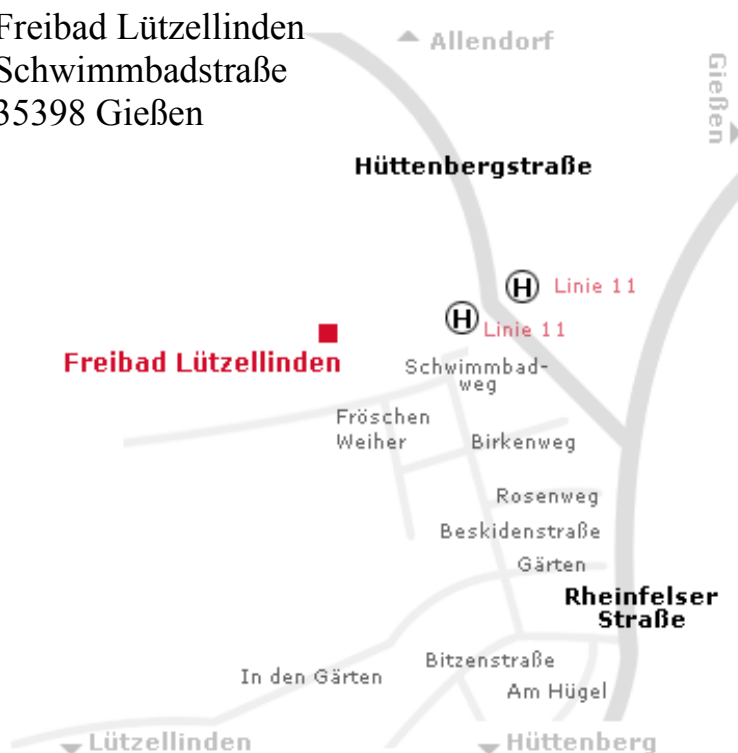 Freibad Lützellinden
Schwimmbadstraße
35398 Gießen
Allendorf
Gießen
Hüttenbergstraße
H Linie 11
H Linie 11
Freibad Lützellinden
Schwimmbad-
weg
Fröschen
Weiher
Birkenweg
Rosenweg
Beskidenstraße
Gärten
Rheinfelser
Straße
Bitzenstraße
In den Gärten
Am Hügel
Lützellinden
Hüttenberg